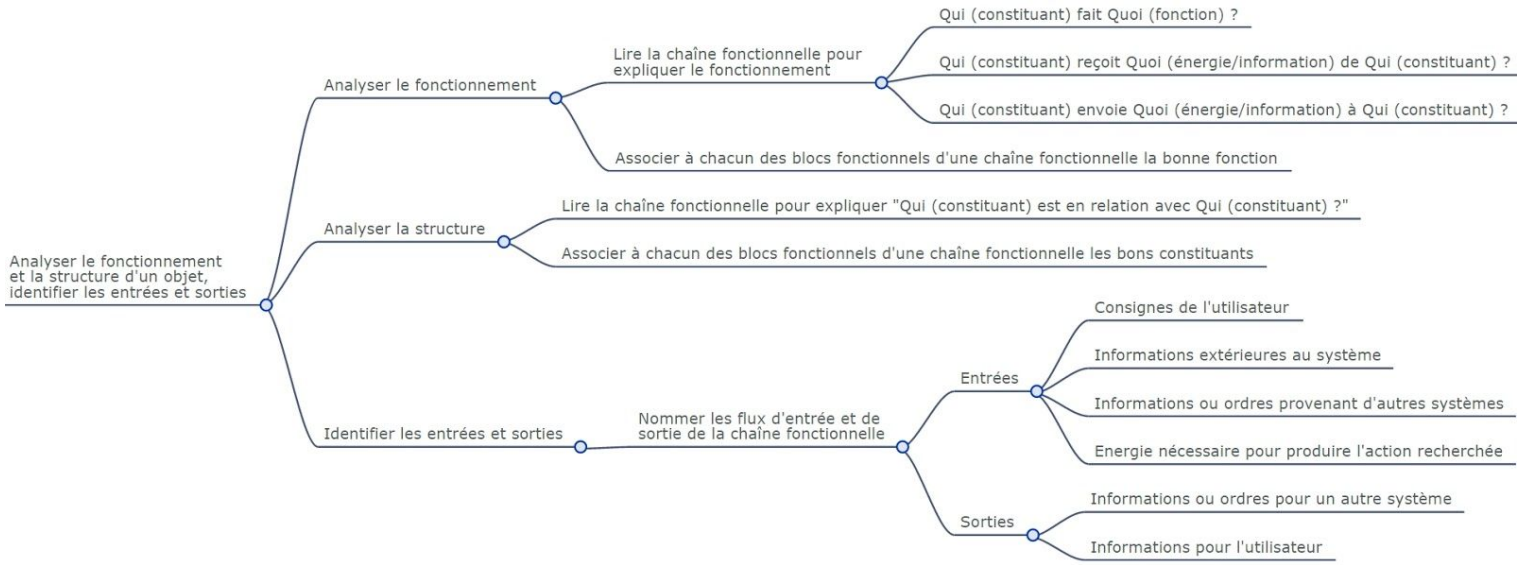 Qui (constituant) fait Quoi (fonction) ?
Lire la chaîne fonctionnelle pour
expliquer le fonctionnement
Qui (constituant) reçoit Quoi (énergie/information) de Qui (constituant) ?
Analyser le fonctionnement
Qui (constituant) envoie Quoi (énergie/information) à Qui (constituant) ?
Associer à chacun des blocs fonctionnels d'une chaîne fonctionnelle la bonne fonction
Lire la chaîne fonctionnelle pour expliquer "Qui (constituant) est en relation avec Qui (constituant) ?"
Analyser la structure
Associer à chacun des blocs fonctionnels d'une chaîne fonctionnelle les bons constituants
Analyser le fonctionnement
et la structure d'un objet,
identifier les entrées et sorties
Consignes de l'utilisateur
Informations extérieures au système
Entrées
Informations ou ordres provenant d'autres systèmes
Nommer les flux d'entrée et de
sortie de la chaîne fonctionnelle
Identifier les entrées et sorties
Energie nécessaire pour produire l'action recherchée
Informations ou ordres pour un autre système
Sorties
Informations pour l'utilisateur